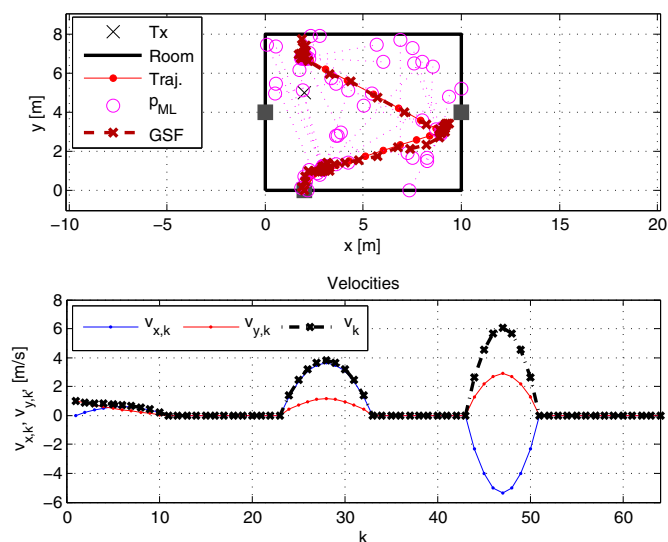 8
6
4
2
0
y [m]
Tx
Room
Traj.
p_ML
GSF
−10 −5 0 5 10 15 20
x [m]
Velocities
8
6
4
2
0
−2
−4
−6
v_x,k, v_y,k, [m/s]
v_x,k v_y,k v_k
0 10 20 30 40 50 60
k